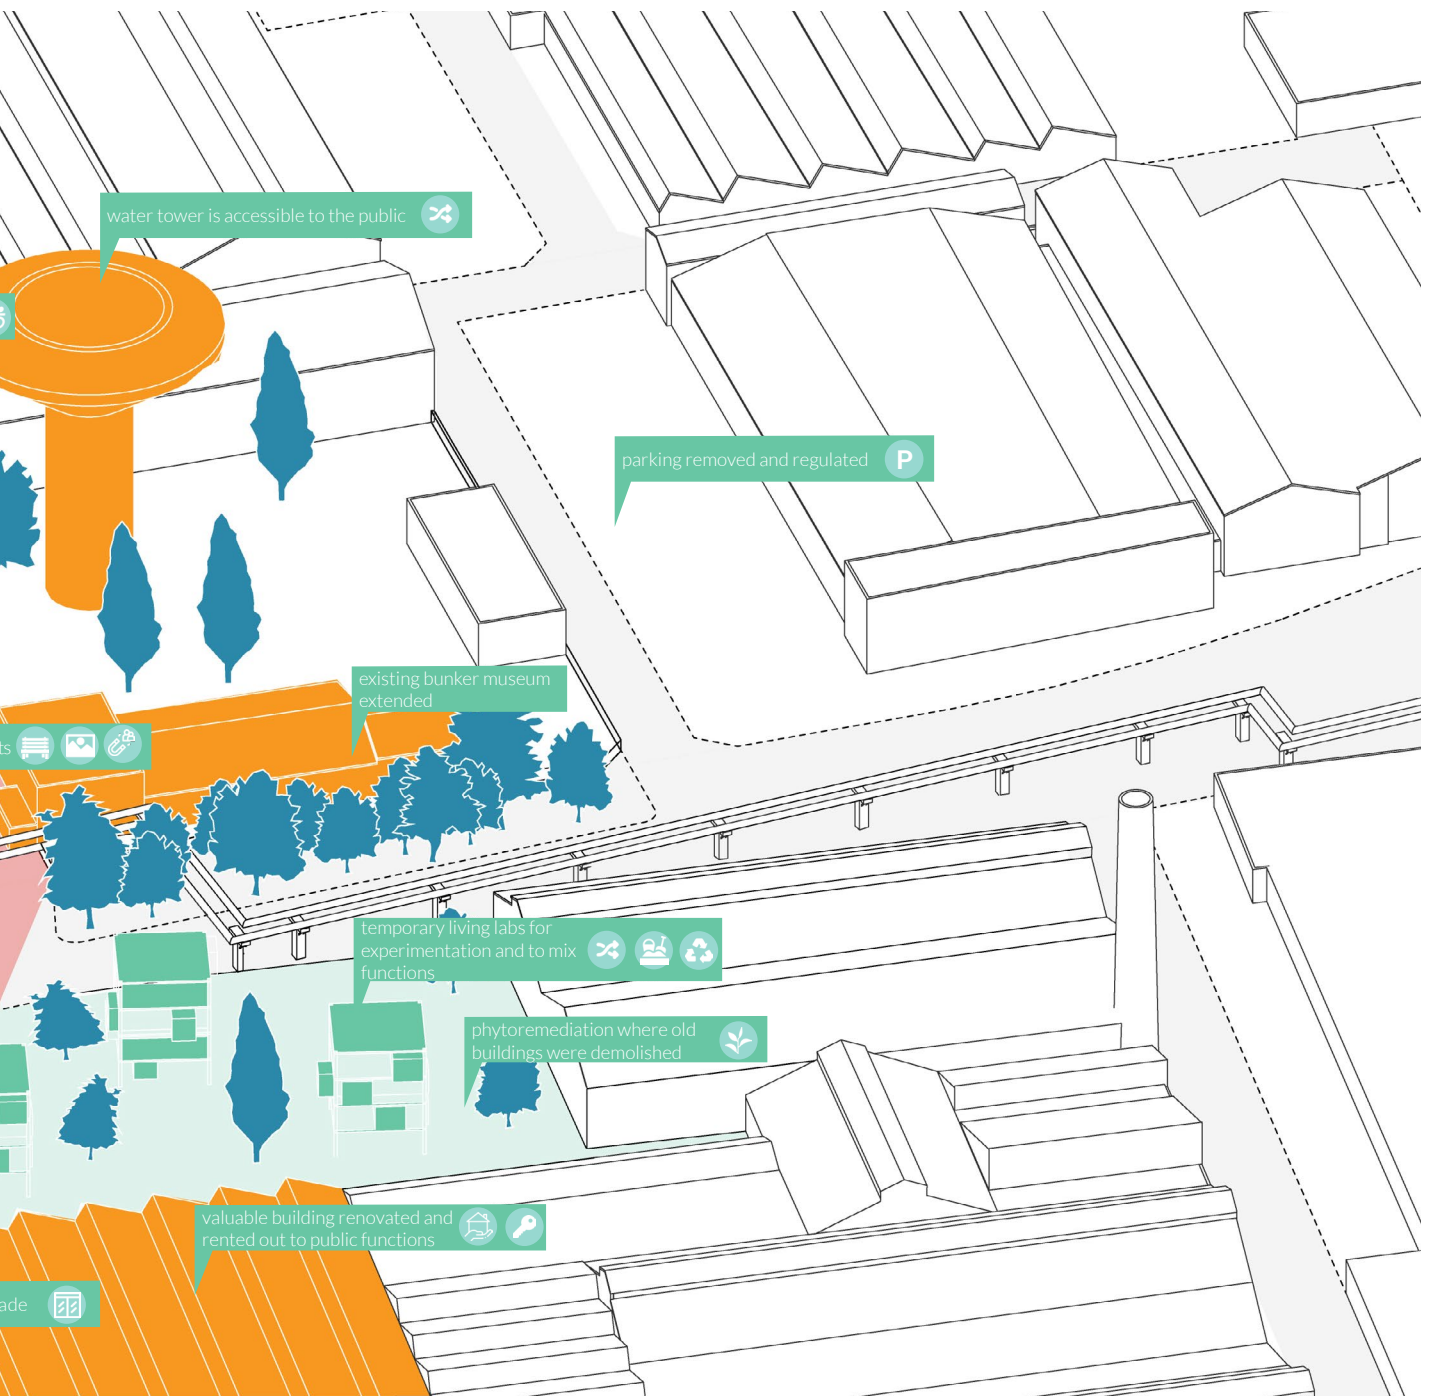 water tower is accessible to the public
parking removed and regulated
P
existing bunker museum
extended
ts
temporary living labs for
experimentation and to mix
functions
phytoremediation where old
buildings were demolished
valuable building renovated and
rented out to public functions
ade